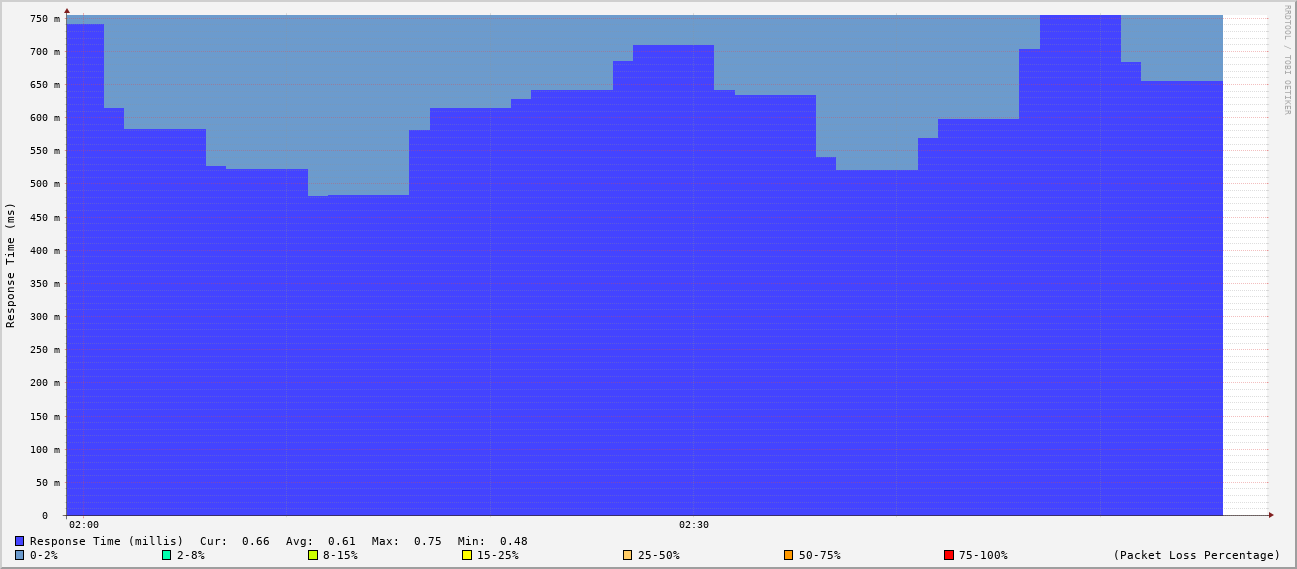 RRDTOOL / TOBI OETIKER
Response Time (ms)
750 m
700 m
650 m
600 m
550 m
500 m
450 m
400 m
350 m
300 m
250 m
200 m
150 m
100 m
50 m
0
02:00 02:30
Response Time (millis) Cur: 0.66 Avg: 0.61 Max: 0.75 Min: 0.48
0-2% 2-8% 8-15% 15-25% 25-50% 50-75% 75-100% (Packet Loss Percentage)